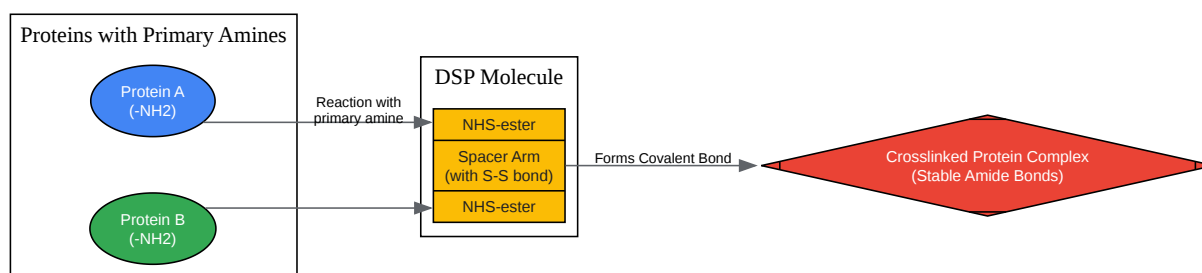 Proteins with Primary Amines
Protein A
(-NH2)
Protein B
(-NH2)
Reaction with
primary amine
DSP Molecule
NHS-ester
Spacer Arm
(with S-S bond)
NHS-ester
Forms Covalent Bond
Crosslinked Protein Complex
(Stable Amide Bonds)